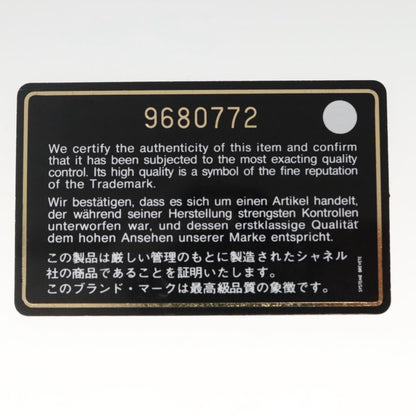 9680772
We certify the authenticity of this item and confirm
that it has been subjected to the most exacting quality
control. Its high quality is a symbol of the fine reputation
of the Trademark.
Wir bestätigen, dass es sich um einen Artikel handelt,
der während seiner Herstellung strengsten Kontrollen
unterworfen war, und dessen erstklassige Qualität
dem hohen Ansehen unserer Marke entspricht.
この製品は厳しい管理のもとに製造されたシャネル
社の商品であることを証明いたします。
このブランド・マークは最高級品質の象徴です。
SYSTEME BREVETE